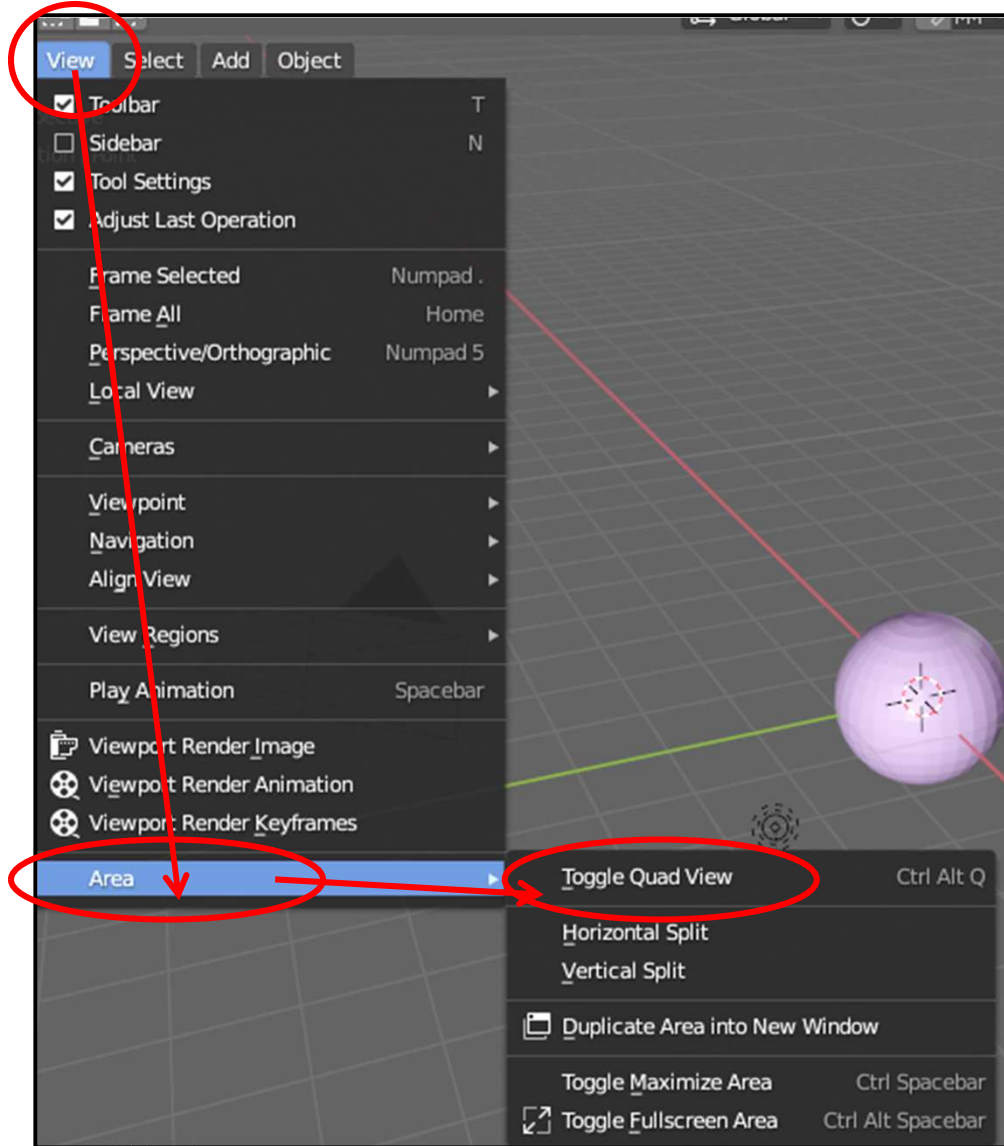 Global
View Select Add Object
Toolbar T
Sidebar N
Tool Settings
Adjust Last Operation
Frame Selected Numpad .
Frame All Home
Perspective/Orthographic Numpad 5
Local View
Cameras
Viewpoint
Navigation
Align View
View Regions
Play Animation Spacebar
Viewport Render Image
Viewport Render Animation
Viewport Render Keyframes
Area
Toggle Quad View Ctrl Alt Q
Horizontal Split
Vertical Split
Duplicate Area into New Window
Toggle Maximize Area Ctrl Spacebar
Toggle Fullscreen Area Ctrl Alt Spacebar